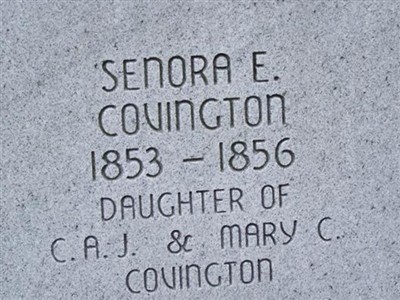 SENORA E.
COVINGTON
1853 – 1856
DAUGHTER OF
C.A.J. & MARY C.
COVINGTON